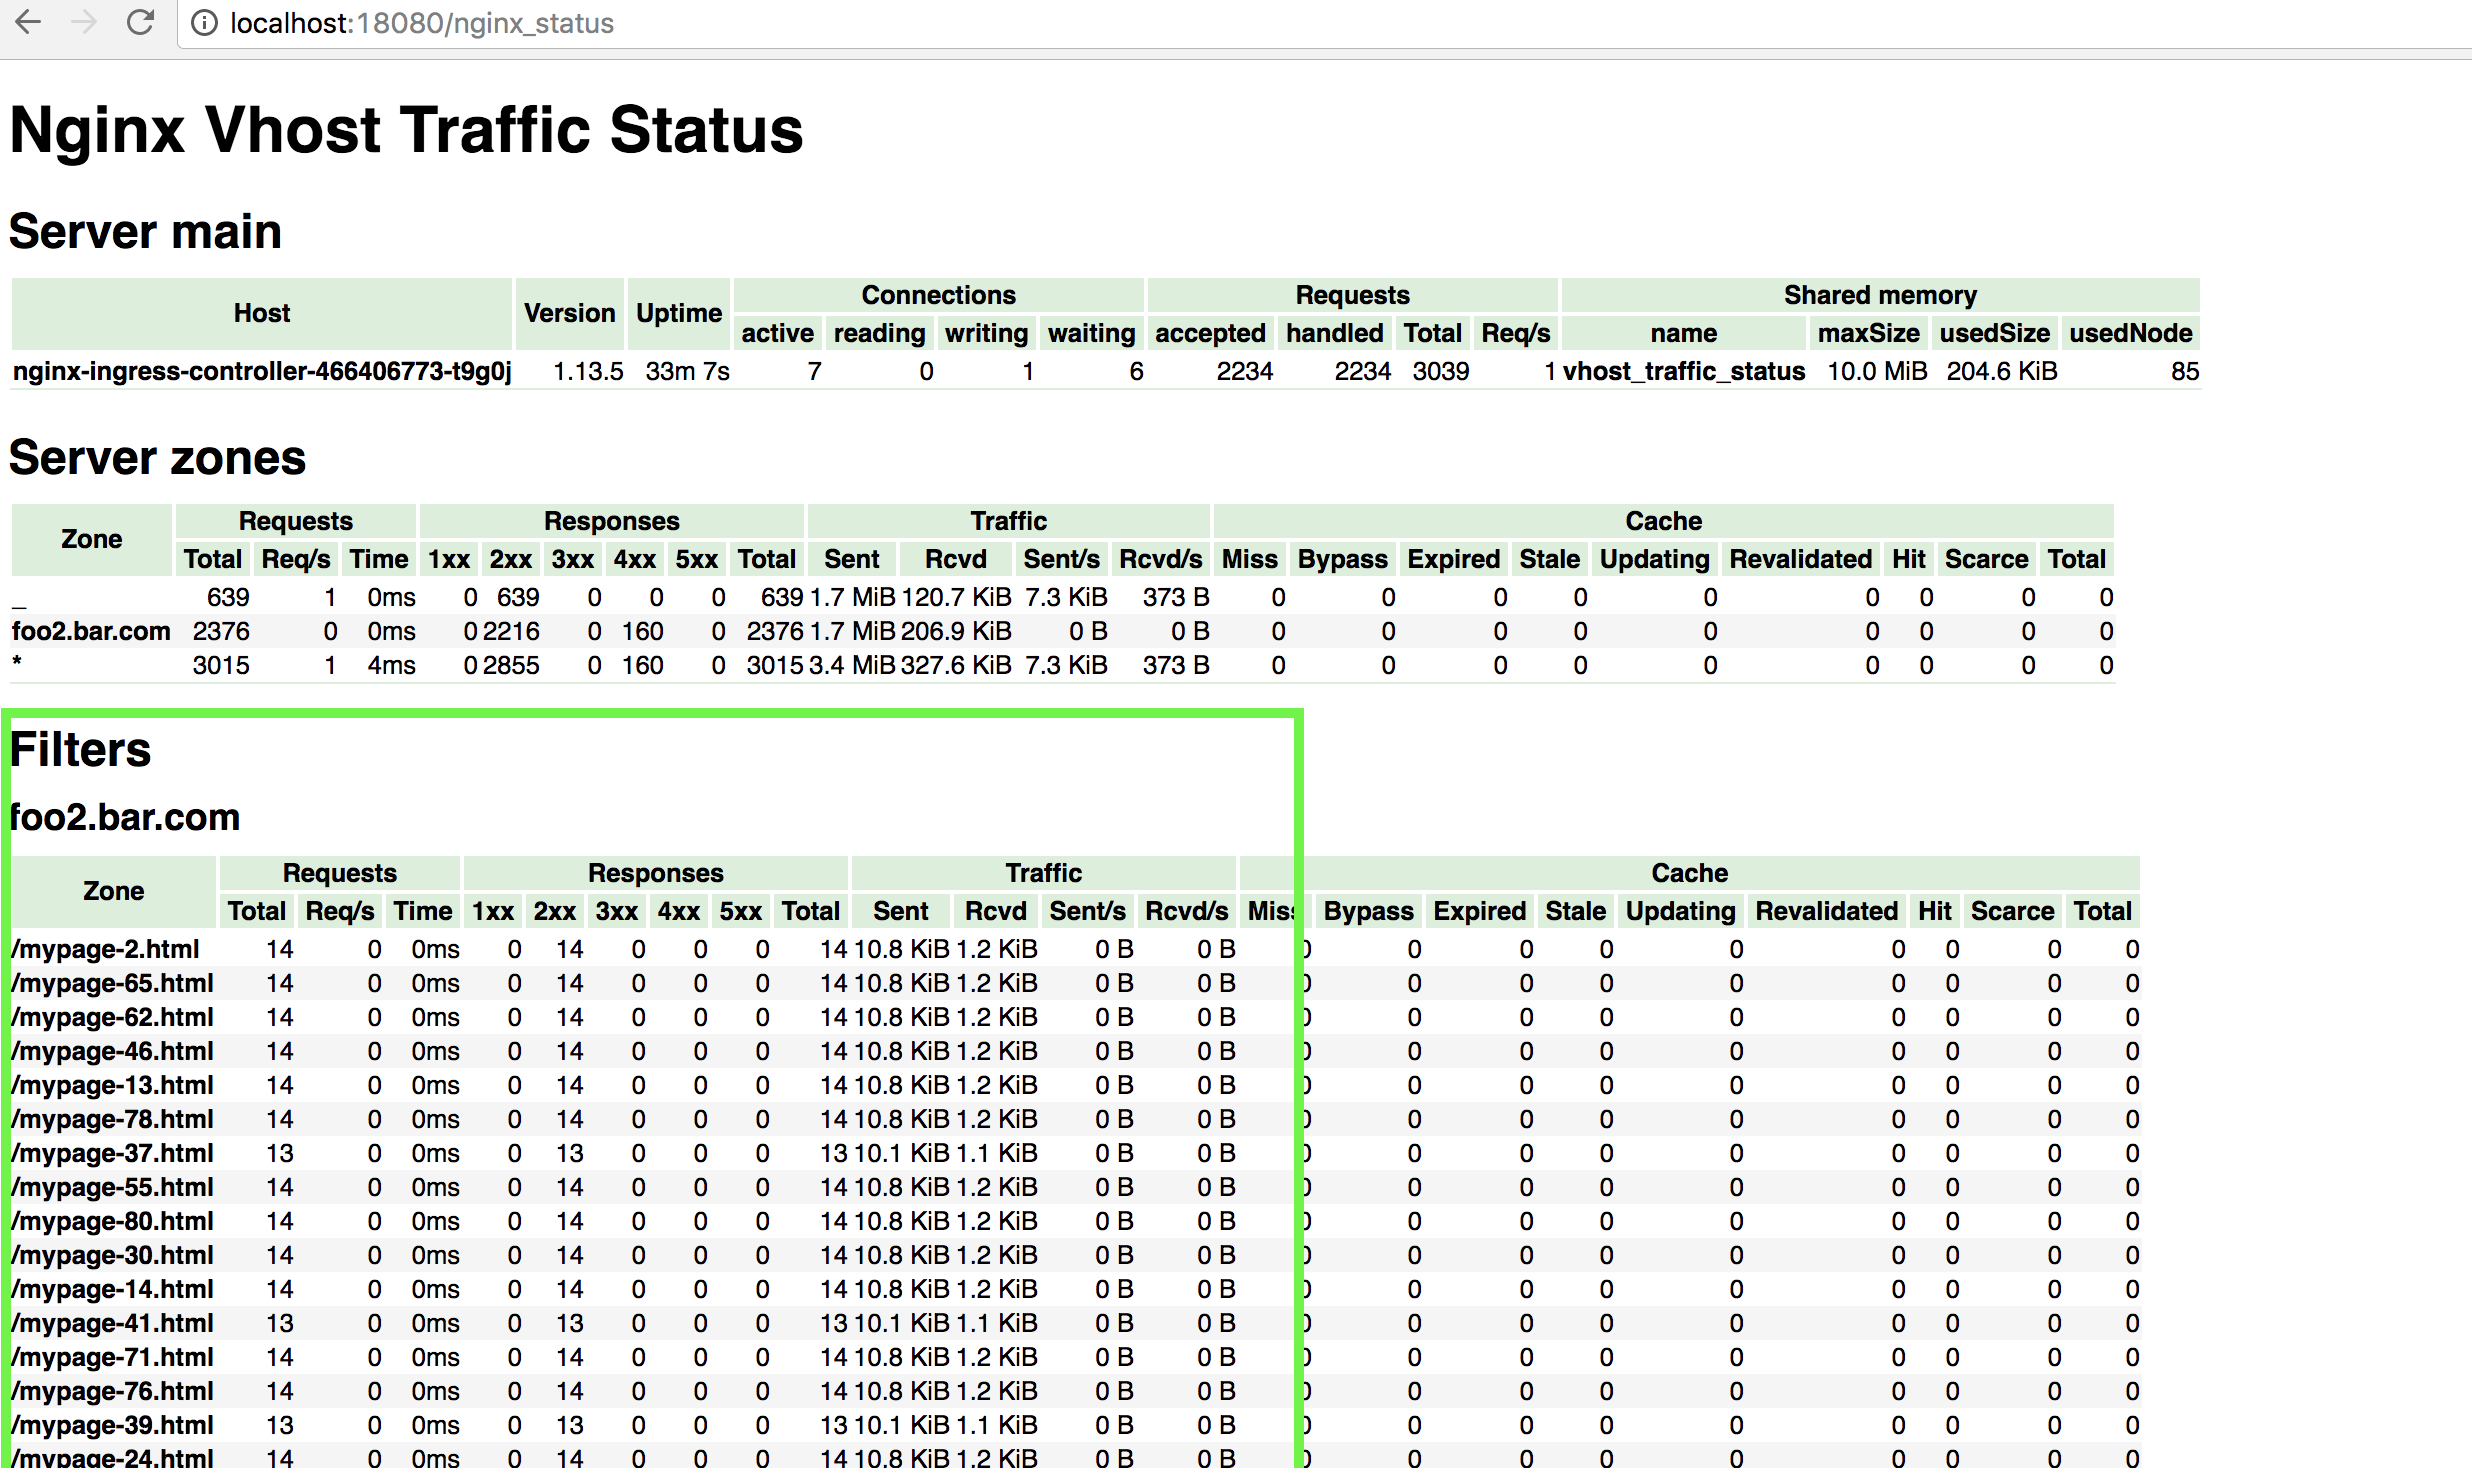 localhost:18080/nginx_status
Nginx Vhost Traffic Status
Server main
Host Version Uptime Connections Requests Shared memory
active reading writing waiting accepted handled Total Req/s name maxSize usedSize usedNode
nginx-ingress-controller-466406773-t9g0j 1.13.5 33m 7s 7 0 1 6 2234 2234 3039 1 vhost_traffic_status 10.0 MiB 204.6 KiB 85
Server zones
Zone Requests Responses Traffic Cache
Total Req/s Time 1xx 2xx 3xx 4xx 5xx Total Sent Rcvd Sent/s Rcvd/s Miss Bypass Expired Stale Updating Revalidated Hit Scarce Total
_ 639 1 0ms 0 639 0 0 0 639 1.7 MiB 120.7 KiB 7.3 KiB 373 B 0 0 0 0 0 0 0 0 0
foo2.bar.com 2376 0 0ms 0 2216 0 160 0 2376 1.7 MiB 206.9 KiB 0 B 0 B 0 0 0 0 0 0 0 0 0
* 3015 1 4ms 0 2855 0 160 0 3015 3.4 MiB 327.6 KiB 7.3 KiB 373 B 0 0 0 0 0 0 0 0 0
Filters
foo2.bar.com
Zone Requests Responses Traffic Cache
Total Req/s Time 1xx 2xx 3xx 4xx 5xx Total Sent Rcvd Sent/s Rcvd/s Miss Bypass Expired Stale Updating Revalidated Hit Scarce Total
/mypage-2.html 14 0 0ms 0 14 0 0 0 14 10.8 KiB 1.2 KiB 0 B 0 B 0 0 0 0 0 0 0 0 0
/mypage-65.html 14 0 0ms 0 14 0 0 0 14 10.8 KiB 1.2 KiB 0 B 0 B 0 0 0 0 0 0 0 0 0
/mypage-62.html 14 0 0ms 0 14 0 0 0 14 10.8 KiB 1.2 KiB 0 B 0 B 0 0 0 0 0 0 0 0 0
/mypage-46.html 14 0 0ms 0 14 0 0 0 14 10.8 KiB 1.2 KiB 0 B 0 B 0 0 0 0 0 0 0 0 0
/mypage-13.html 14 0 0ms 0 14 0 0 0 14 10.8 KiB 1.2 KiB 0 B 0 B 0 0 0 0 0 0 0 0 0
/mypage-78.html 14 0 0ms 0 14 0 0 0 14 10.8 KiB 1.2 KiB 0 B 0 B 0 0 0 0 0 0 0 0 0
/mypage-37.html 13 0 0ms 0 13 0 0 0 13 10.1 KiB 1.1 KiB 0 B 0 B 0 0 0 0 0 0 0 0 0
/mypage-55.html 14 0 0ms 0 14 0 0 0 14 10.8 KiB 1.2 KiB 0 B 0 B 0 0 0 0 0 0 0 0 0
/mypage-80.html 14 0 0ms 0 14 0 0 0 14 10.8 KiB 1.2 KiB 0 B 0 B 0 0 0 0 0 0 0 0 0
/mypage-30.html 14 0 0ms 0 14 0 0 0 14 10.8 KiB 1.2 KiB 0 B 0 B 0 0 0 0 0 0 0 0 0
/mypage-14.html 14 0 0ms 0 14 0 0 0 14 10.8 KiB 1.2 KiB 0 B 0 B 0 0 0 0 0 0 0 0 0
/mypage-41.html 13 0 0ms 0 13 0 0 0 13 10.1 KiB 1.1 KiB 0 B 0 B 0 0 0 0 0 0 0 0 0
/mypage-71.html 14 0 0ms 0 14 0 0 0 14 10.8 KiB 1.2 KiB 0 B 0 B 0 0 0 0 0 0 0 0 0
/mypage-76.html 14 0 0ms 0 14 0 0 0 14 10.8 KiB 1.2 KiB 0 B 0 B 0 0 0 0 0 0 0 0 0
/mypage-39.html 13 0 0ms 0 13 0 0 0 13 10.1 KiB 1.1 KiB 0 B 0 B 0 0 0 0 0 0 0 0 0
/mypage-24.html 14 0 0ms 0 14 0 0 0 14 10.8 KiB 1.2 KiB 0 B 0 B 0 0 0 0 0 0 0 0 0